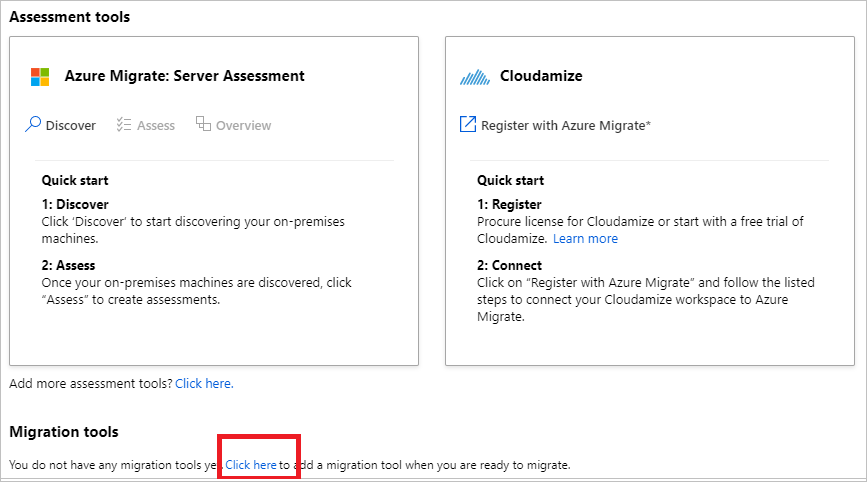 Assessment tools
Azure Migrate: Server Assessment
Discover Assess Overview
Quick start
1: Discover
Click ‘Discover’ to start discovering your on-premises
machines.
2: Assess
Once your on-premises machines are discovered, click
“Assess” to create assessments.
Cloudamize
Register with Azure Migrate*
Quick start
1: Register
Procure license for Cloudamize or start with a free trial of
Cloudamize. Learn more
2: Connect
Click on “Register with Azure Migrate” and follow the listed
steps to connect your Cloudamize workspace to Azure
Migrate.
Add more assessment tools? Click here.
Migration tools
You do not have any migration tools yet. Click here to add a migration tool when you are ready to migrate.